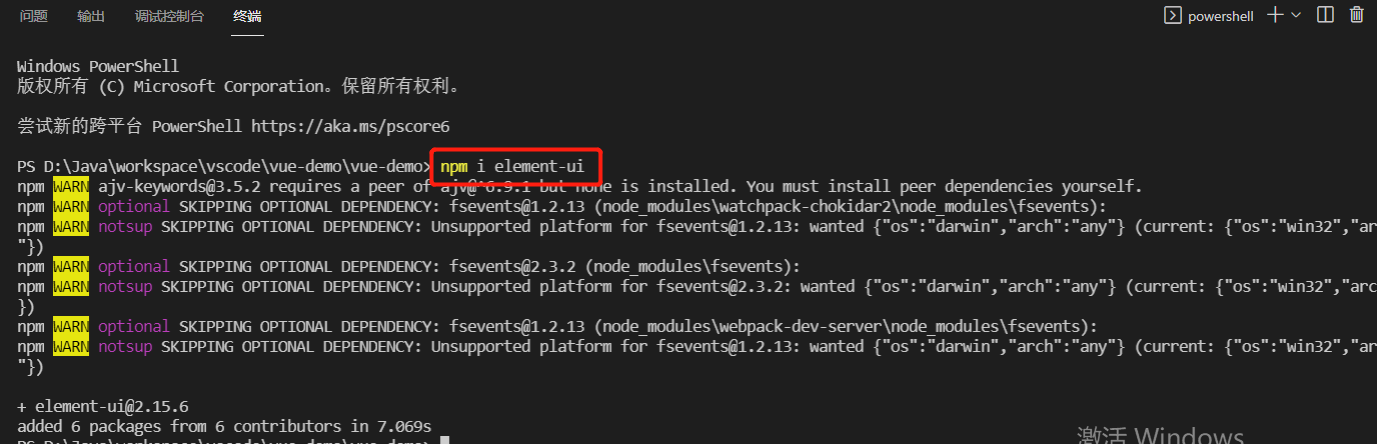 问题 输出 调试控制台 终端 powershell
Windows PowerShell
版权所有 (C) Microsoft Corporation。保留所有权利。
尝试新的跨平台 PowerShell https://aka.ms/pscore6
PS D:\Java\workspace\vscode\vue-demo\vue-demo> npm i element-ui
npm WARN ajv-keywords@3.5.2 requires a peer of ajv@^6.9.1 but none is installed. You must install peer dependencies yourself.
npm WARN optional SKIPPING OPTIONAL DEPENDENCY: fsevents@1.2.13 (node_modules\watchpack-chokidar2\node_modules\fsevents):
npm WARN notsup SKIPPING OPTIONAL DEPENDENCY: Unsupported platform for fsevents@1.2.13: wanted {"os":"darwin","arch":"any"} (current: {"os":"win32","ar
"})
npm WARN optional SKIPPING OPTIONAL DEPENDENCY: fsevents@2.3.2 (node_modules\fsevents):
npm WARN notsup SKIPPING OPTIONAL DEPENDENCY: Unsupported platform for fsevents@2.3.2: wanted {"os":"darwin","arch":"any"} (current: {"os":"win32","arc
})
npm WARN optional SKIPPING OPTIONAL DEPENDENCY: fsevents@1.2.13 (node_modules\webpack-dev-server\node_modules\fsevents):
npm WARN notsup SKIPPING OPTIONAL DEPENDENCY: Unsupported platform for fsevents@1.2.13: wanted {"os":"darwin","arch":"any"} (current: {"os":"win32","ar
"})
+ element-ui@2.15.6
added 6 packages from 6 contributors in 7.069s
PS D:\Java\workspace\vscode\vue-demo\vue-demo>
激活 Windows